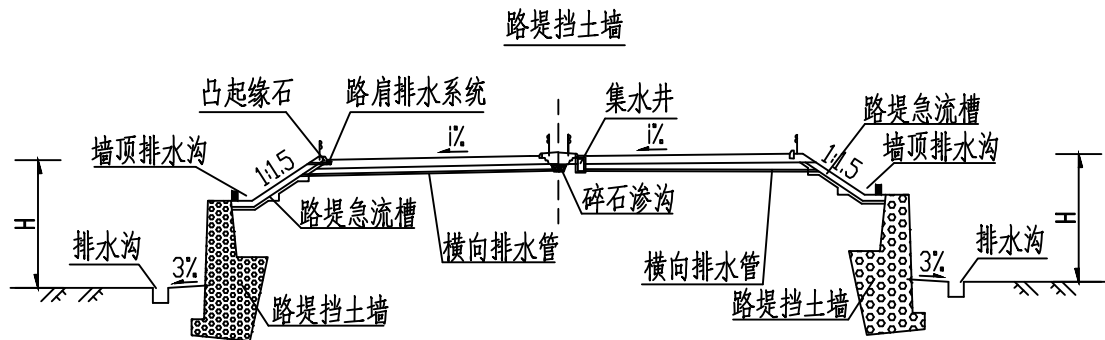 路堤挡土墙
凸起缘石 路肩排水系统 集水井 路堤急流槽
墙顶排水沟 1:1.5 i% i% 1:1.5 墙顶排水沟
H 排水沟 3% 路堤急流槽 横向排水管 碎石渗沟 横向排水管 3% 排水沟 H
路堤挡土墙 路堤挡土墙